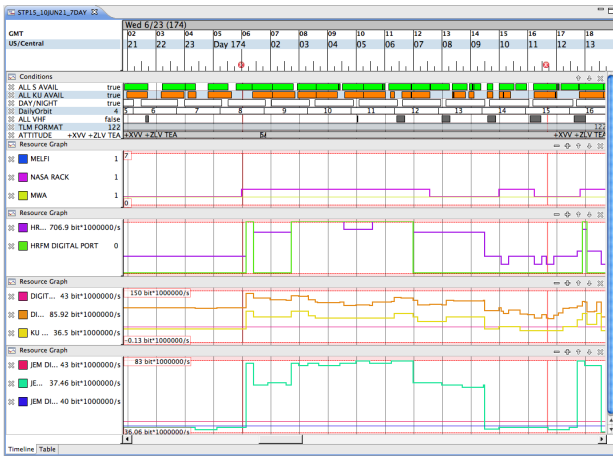 STP15_10JUN21_7DAY
Wed 6/23 (174)
GMT 02 03 04 05 06 07 08 09 10 11 12 13 14 15 16 17 18
US/Central 21 22 23 Day 174 01 02 03 04 05 06 07 08 09 10 11 12 13
Conditions
ALL S AVAIL true
ALL KU AVAIL true
DAY/NIGHT true
DailyOrbit 4 5 6 7 8 9 10 11 12 13 14 15 16
ALL VHF false
TLM FORMAT 122 122
ATTITUDE +XVV +ZLV TEA +XVV +ZLV TEA +XVV +ZLV TEA
Resource Graph
MELFI 1
NASA RACK 1
MWA 1
7
0
Resource Graph
HR... 706.9 bit*1000000/s
HRFM DIGITAL PORT 0
Resource Graph
DIGIT... 43 bit*1000000/s
DI... 85.92 bit*1000000/s
KU ... 36.5 bit*1000000/s
150 bit*1000000/s
-0.13 bit*1000000/s
Resource Graph
JEM DI... 43 bit*1000000/s
JE... 37.46 bit*1000000/s
JEM DI... 40 bit*1000000/s
83 bit*1000000/s
36.06 bit*1000000/s
Timeline Table